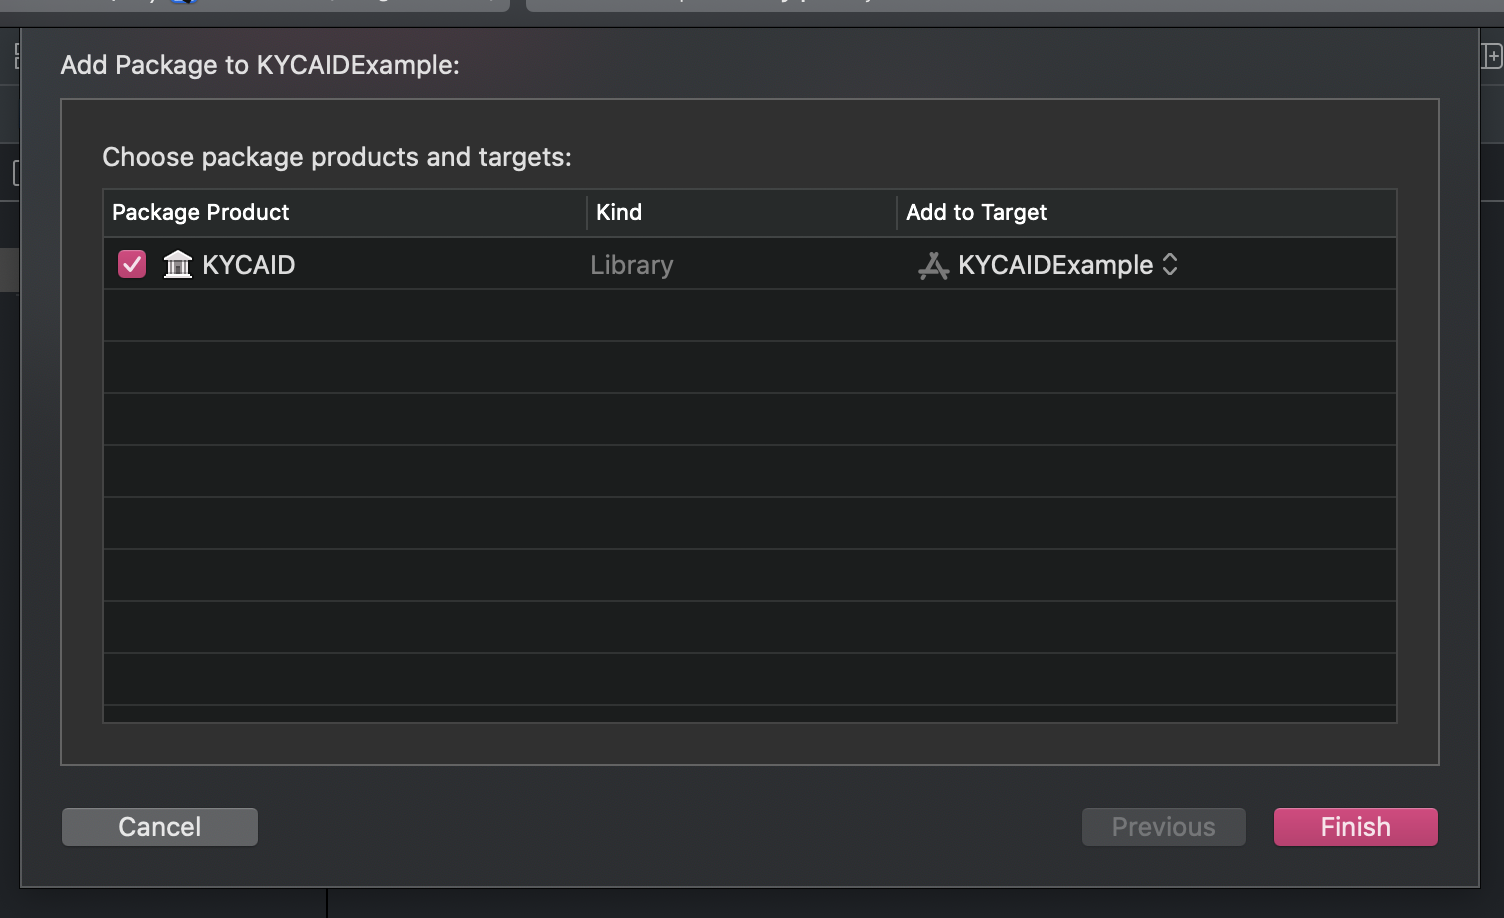 Add Package to KYCAIDExample:
Choose package products and targets:
Package Product Kind Add to Target
KYCAID Library KYCAIDExample
Cancel Previous Finish